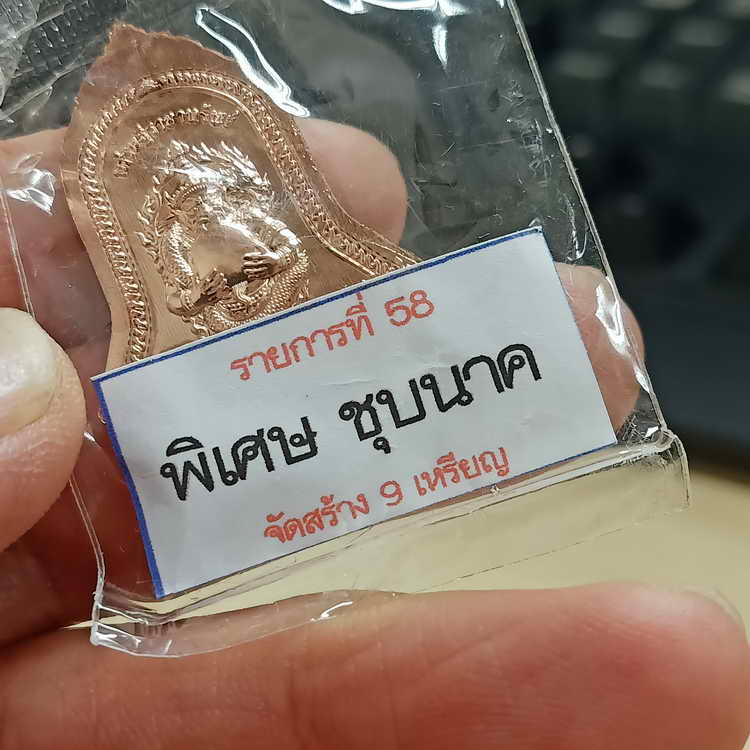 รายการที่ 58
พิเศษ ชุบนาค
จัดสร้าง 9 เหรียญ